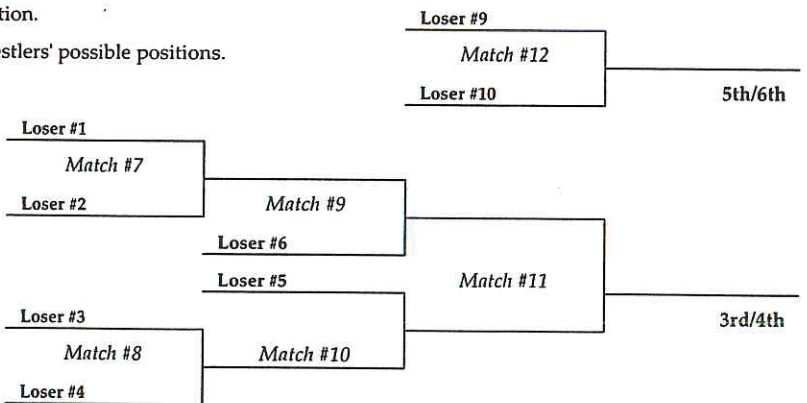 tion.
estlers' possible positions.
Loser #9
Match #12
Loser #10
5th/6th
Loser #1
Match #7
Loser #2
Match #9
Loser #6
Loser #5
Match #11
Loser #3
3rd/4th
Match #8
Match #10
Loser #4